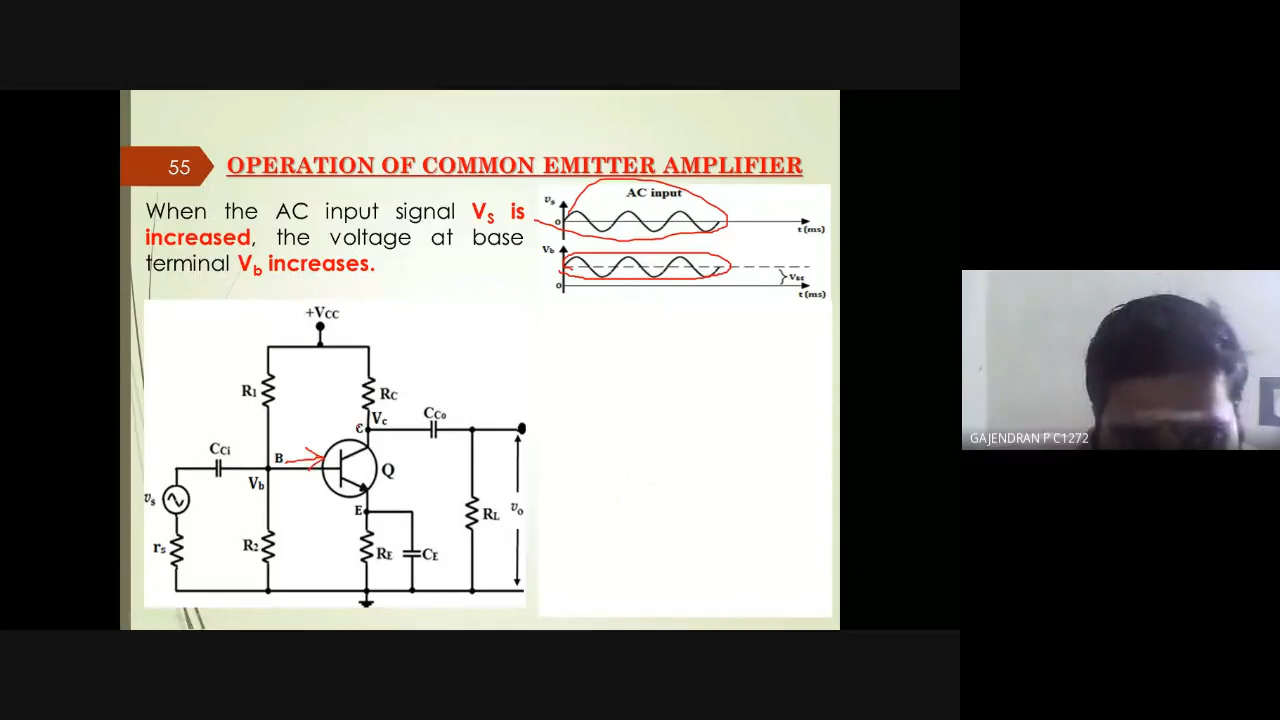 55
OPERATION OF COMMON EMITTER AMPLIFIER
When the AC input signal VS is
increased, the voltage at base
terminal Vb increases.
AC input
vs
0
t (ms)
Vb
VBE
0
t (ms)
+VCC
R1
RC
Vc
C
CCo
CCi
B
Q
Vb
vs
E
RL
vo
rs
R2
RE
CE
GAJENDRAN P C1272